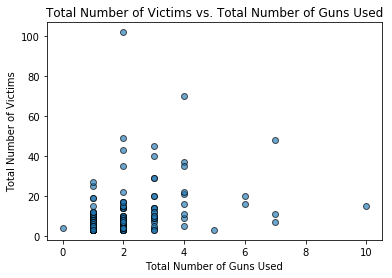 Total Number of Victims vs. Total Number of Guns Used
100
80
60
40
20
0
Total Number of Victims
0 2 4 6 8 10
Total Number of Guns Used